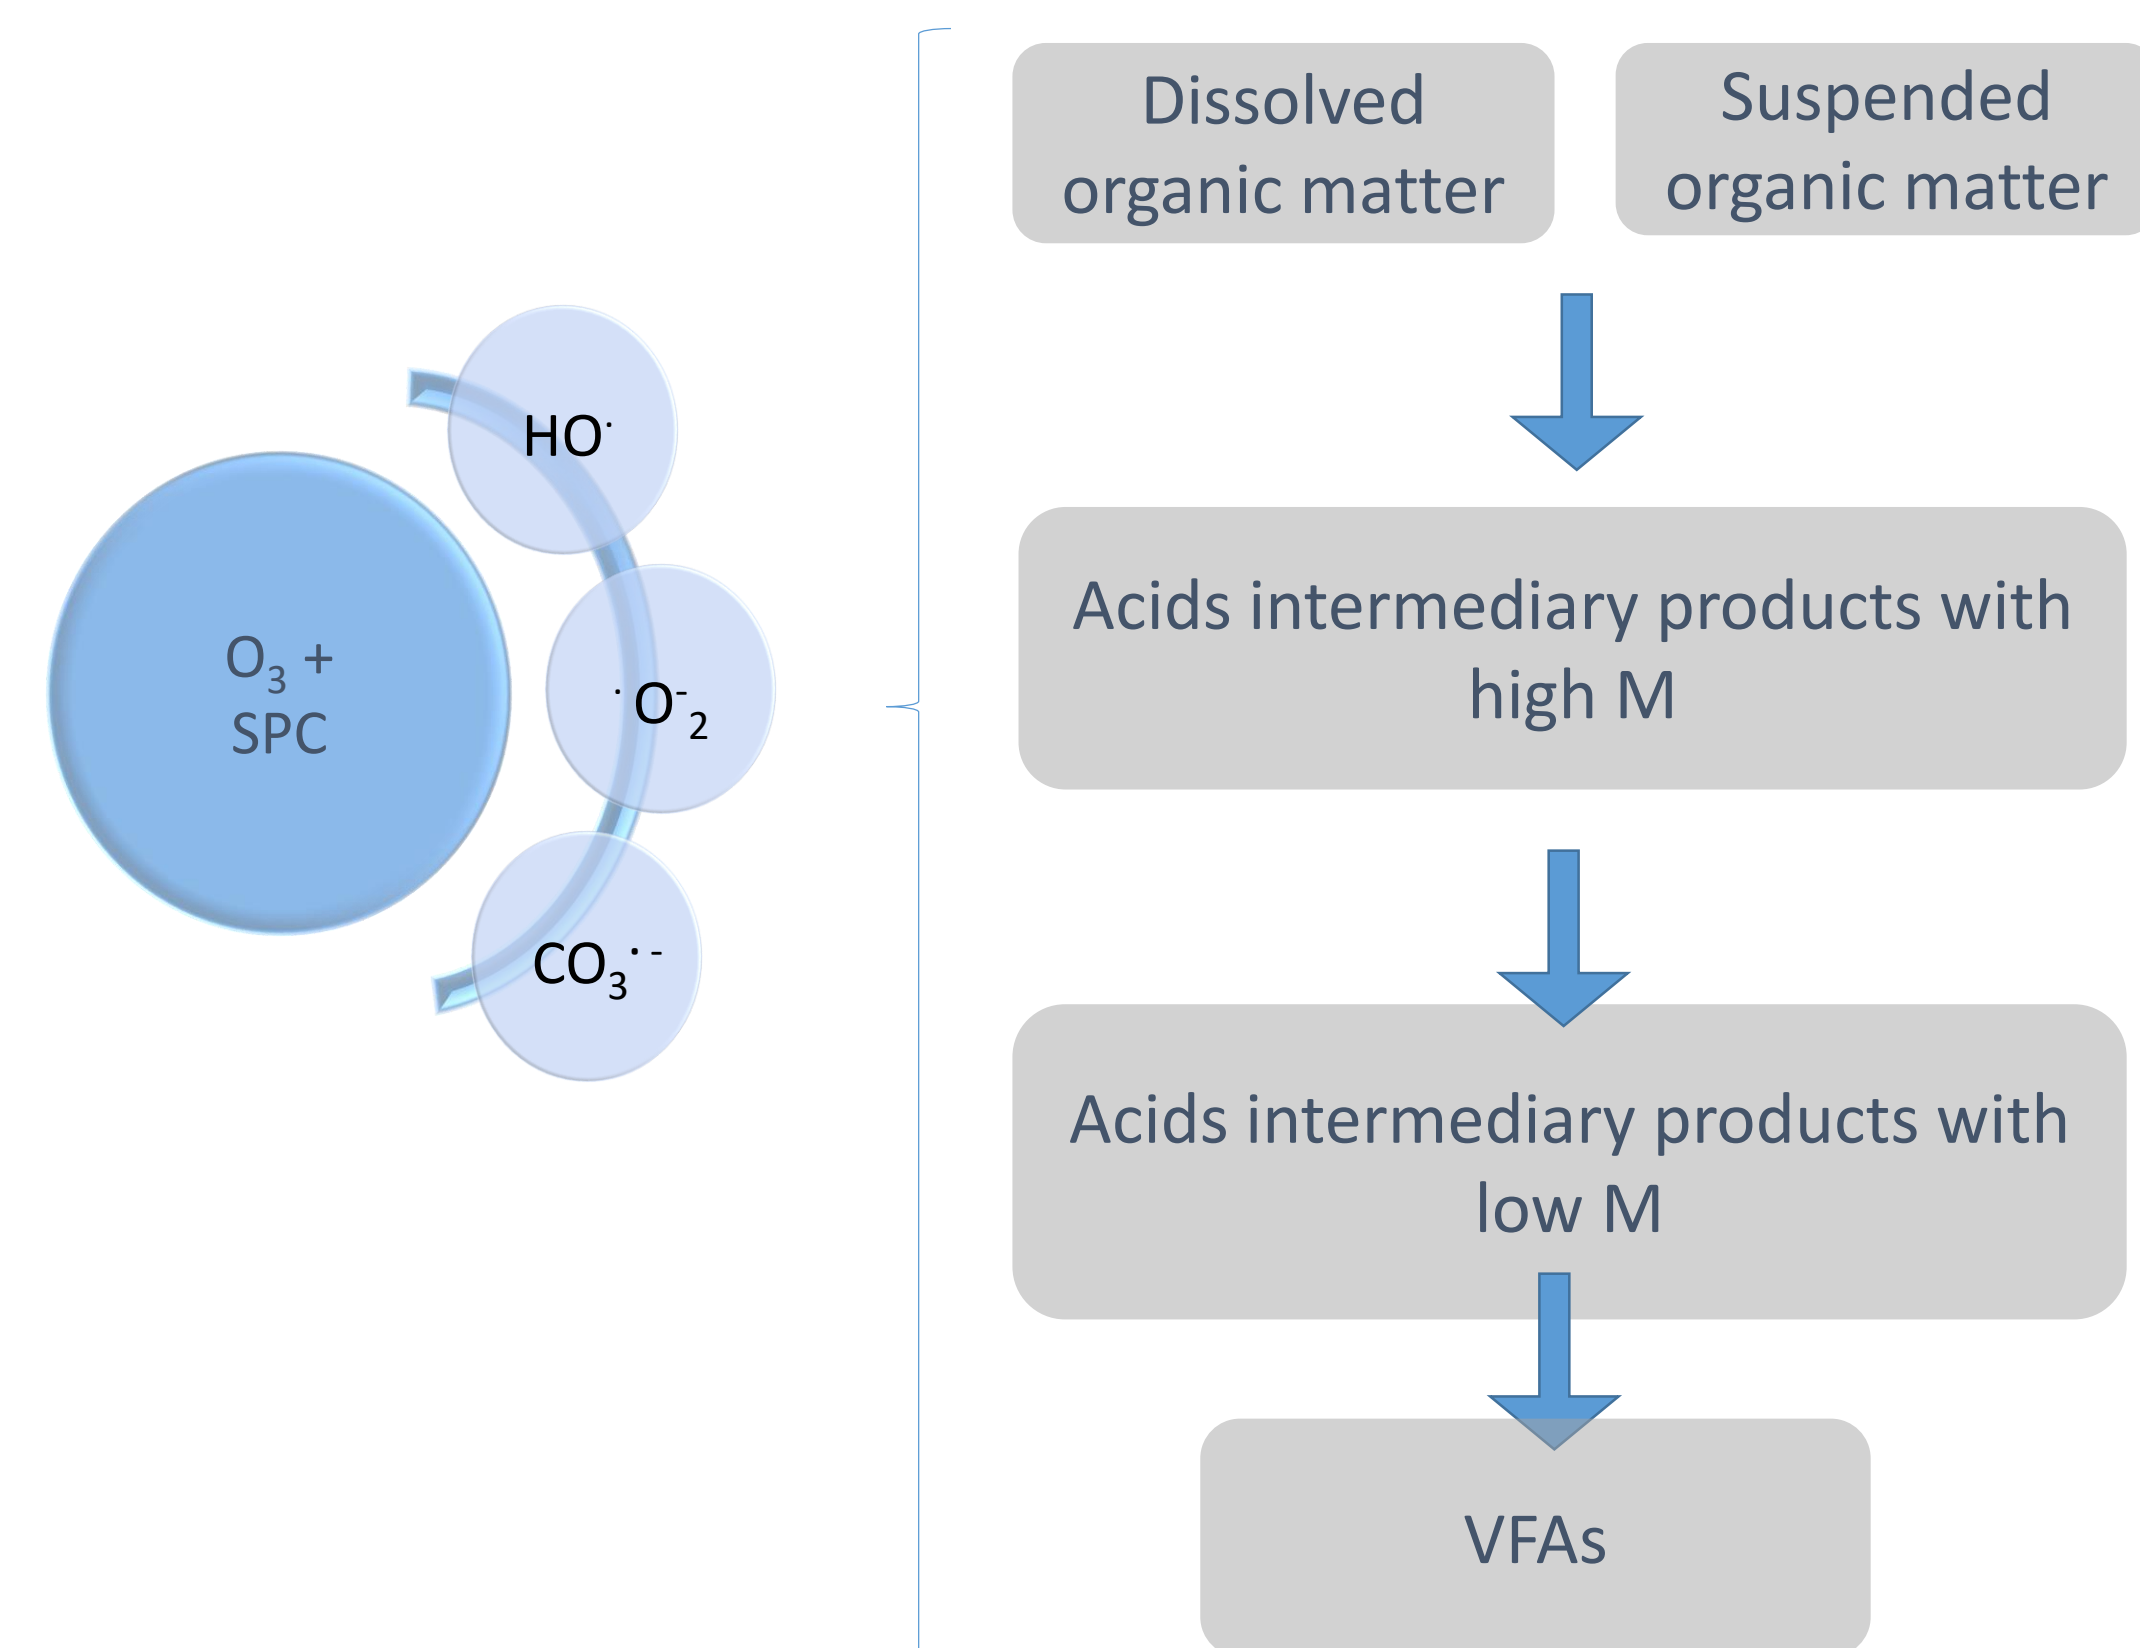 O₃ +
SPC
HO˙
˙O⁻₂
CO₃˙⁻
Dissolved
organic matter
Suspended
organic matter
Acids intermediary products with
high M
Acids intermediary products with
low M
VFAs